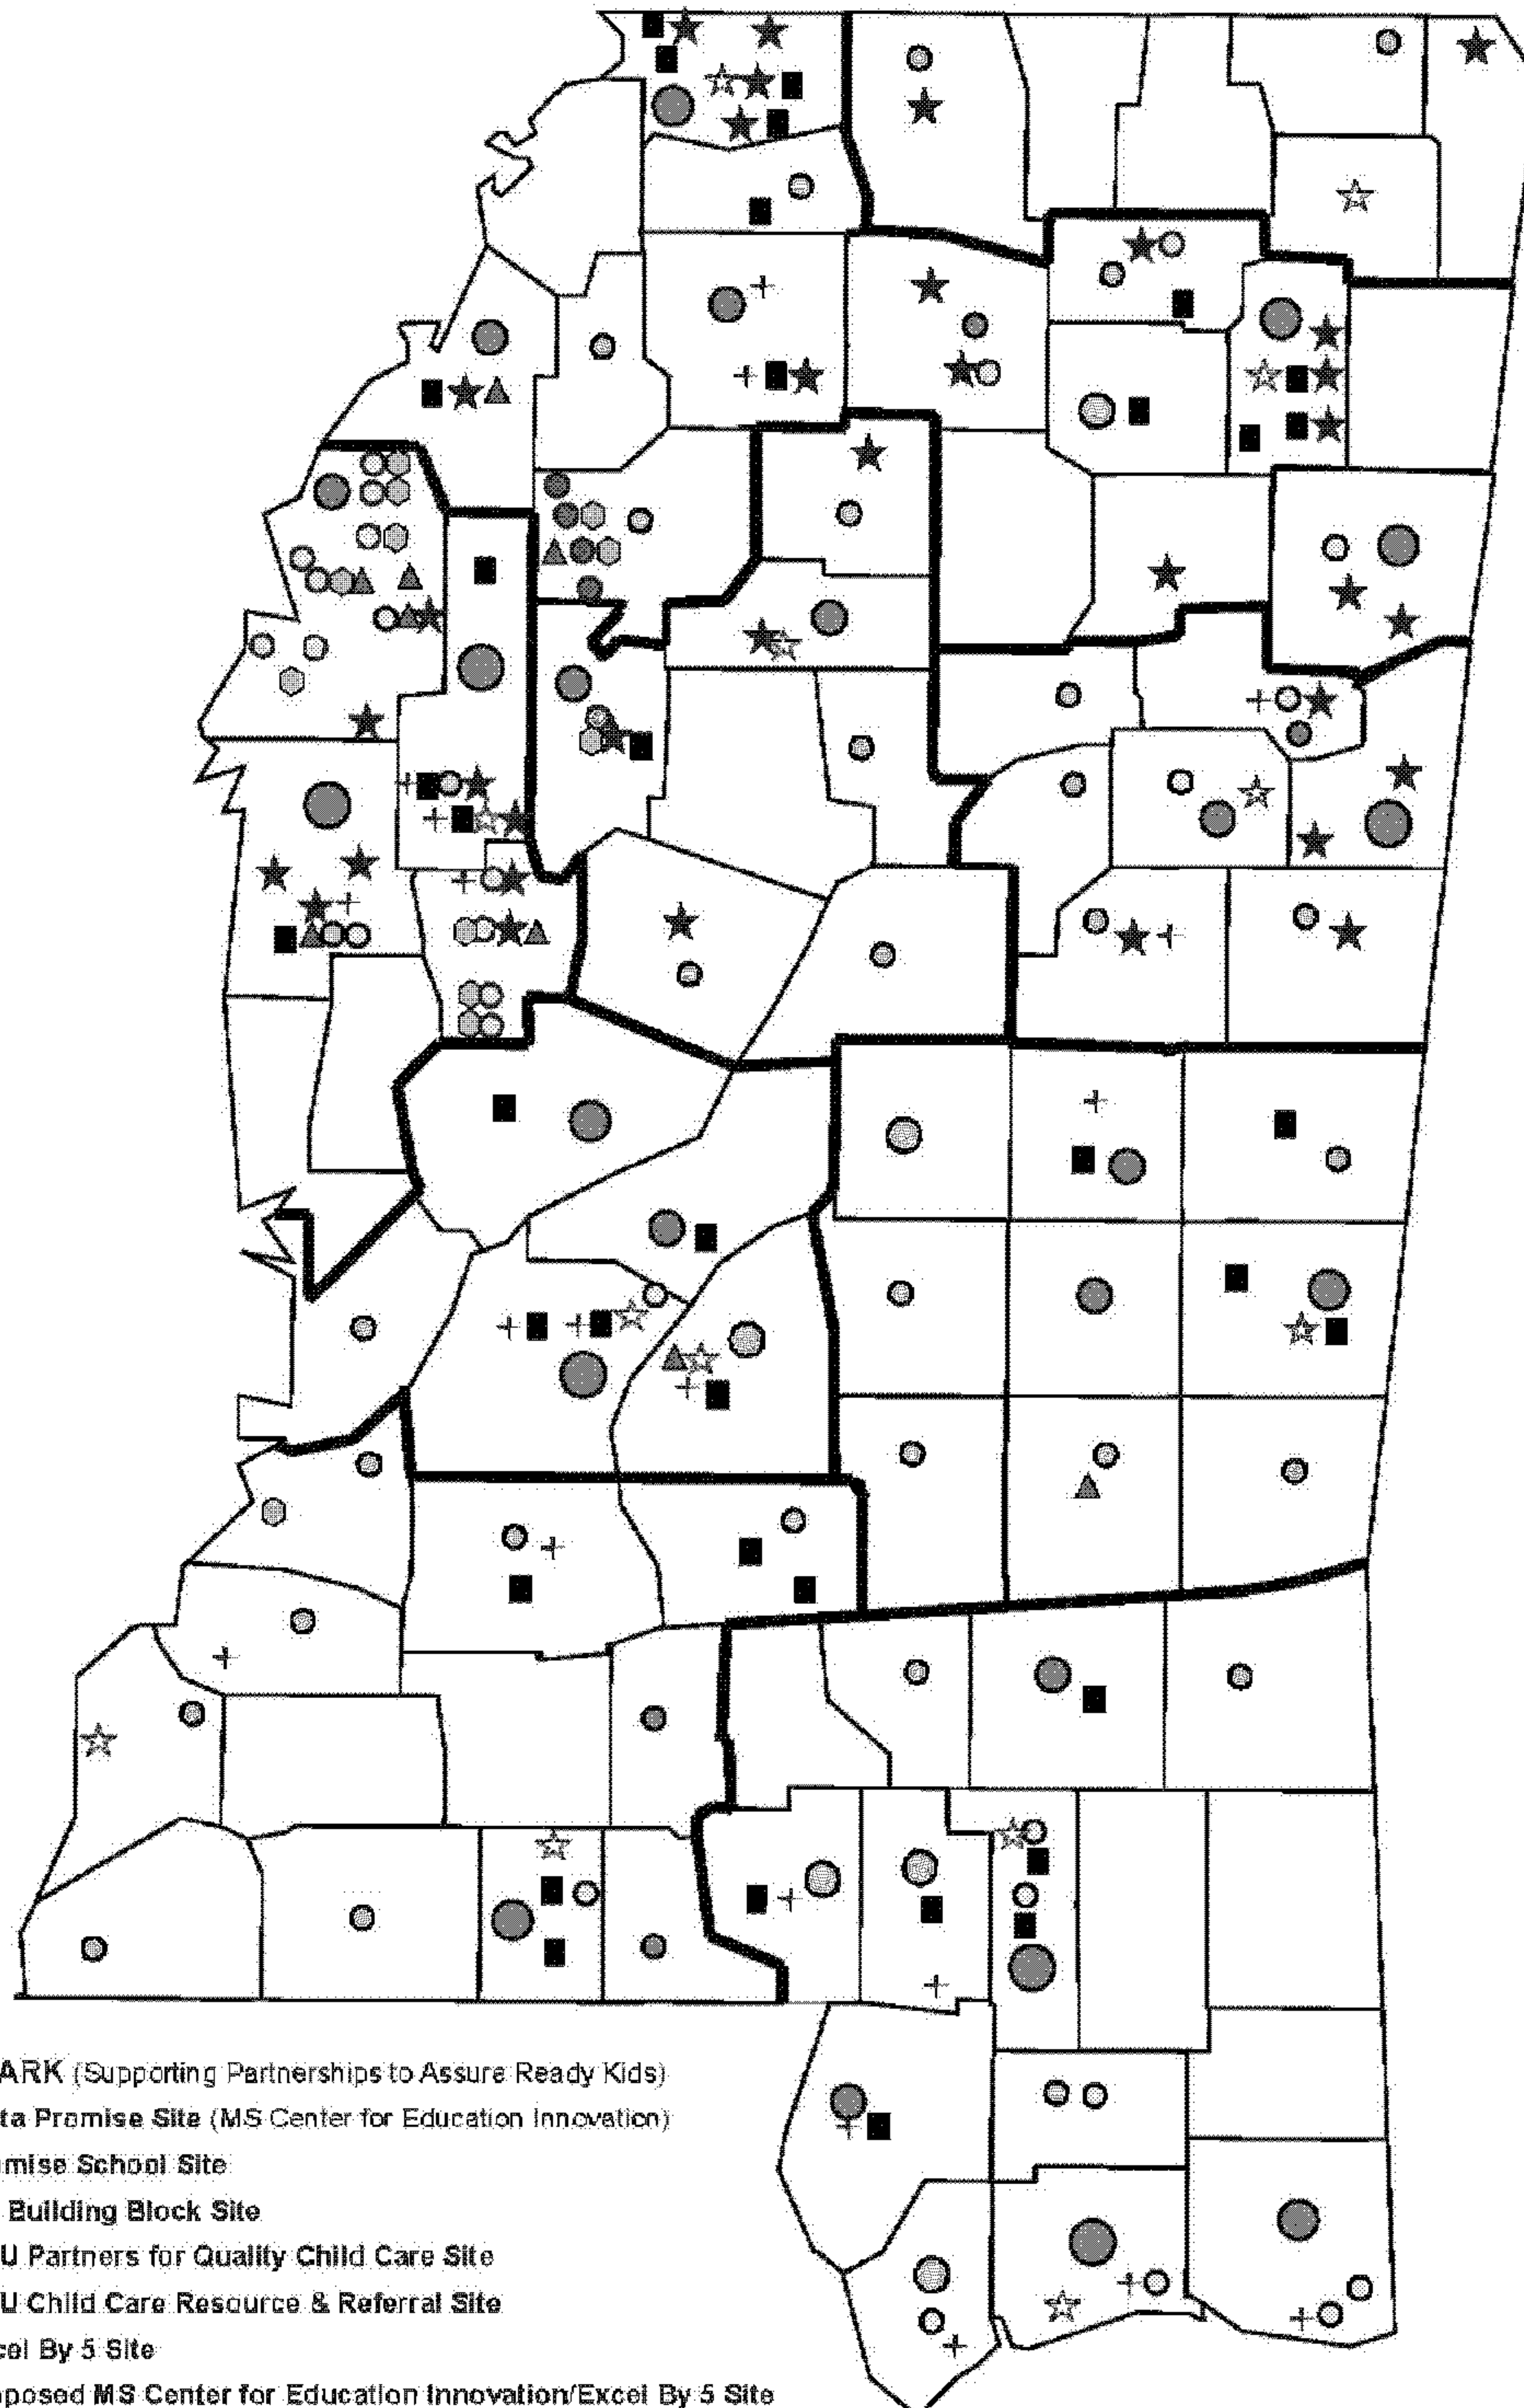 ARK (Supporting Partnerships to Assure Ready Kids)
ta Promise Site (MS Center for Education Innovation)
mise School Site
Building Block Site
U Partners for Quality Child Care Site
U Child Care Resource & Referral Site
cel By 5 Site
posed MS Center for Education Innovation/Excel By 5 Site